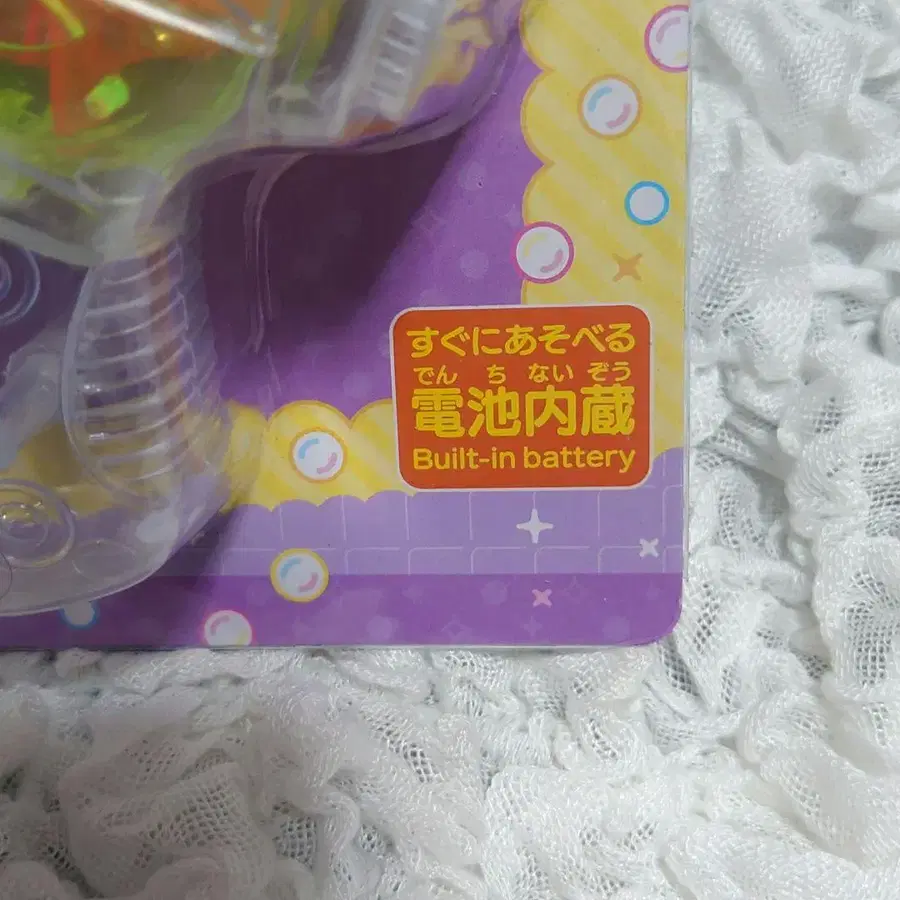 すぐにあそべる
でん ち ない ぞう
電池内蔵
Built-in battery